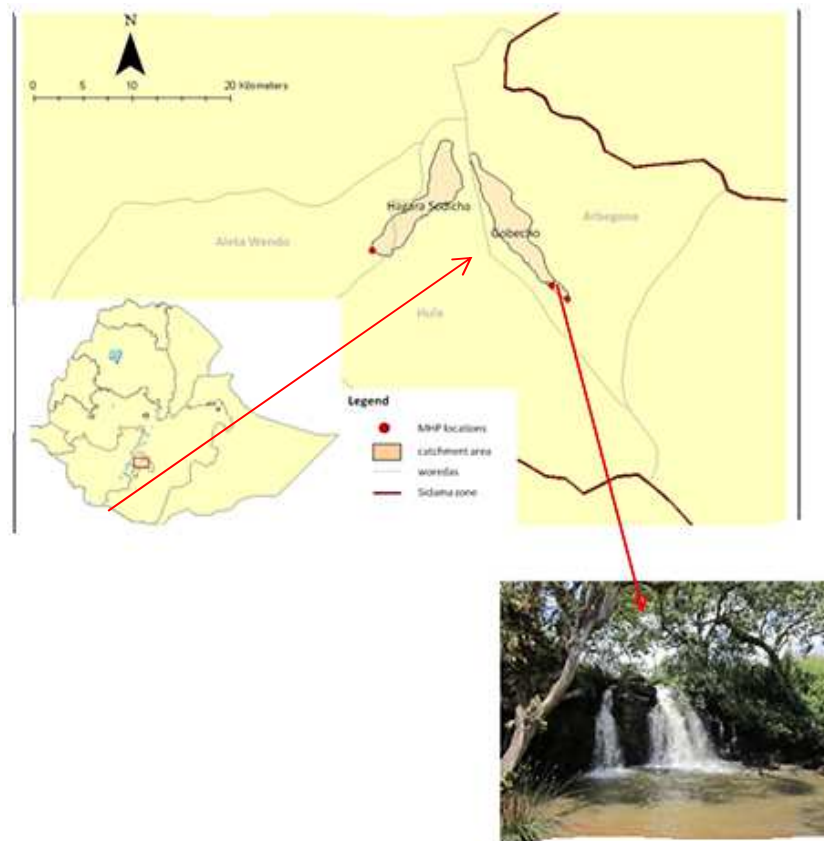 N
0 5 10 20 Kilometers
Hagara Sodicho
Aleta Wendo
Gobecho
Arbegona
Hula
Legend
MHP locations
catchment area
woredas
Sidama zone